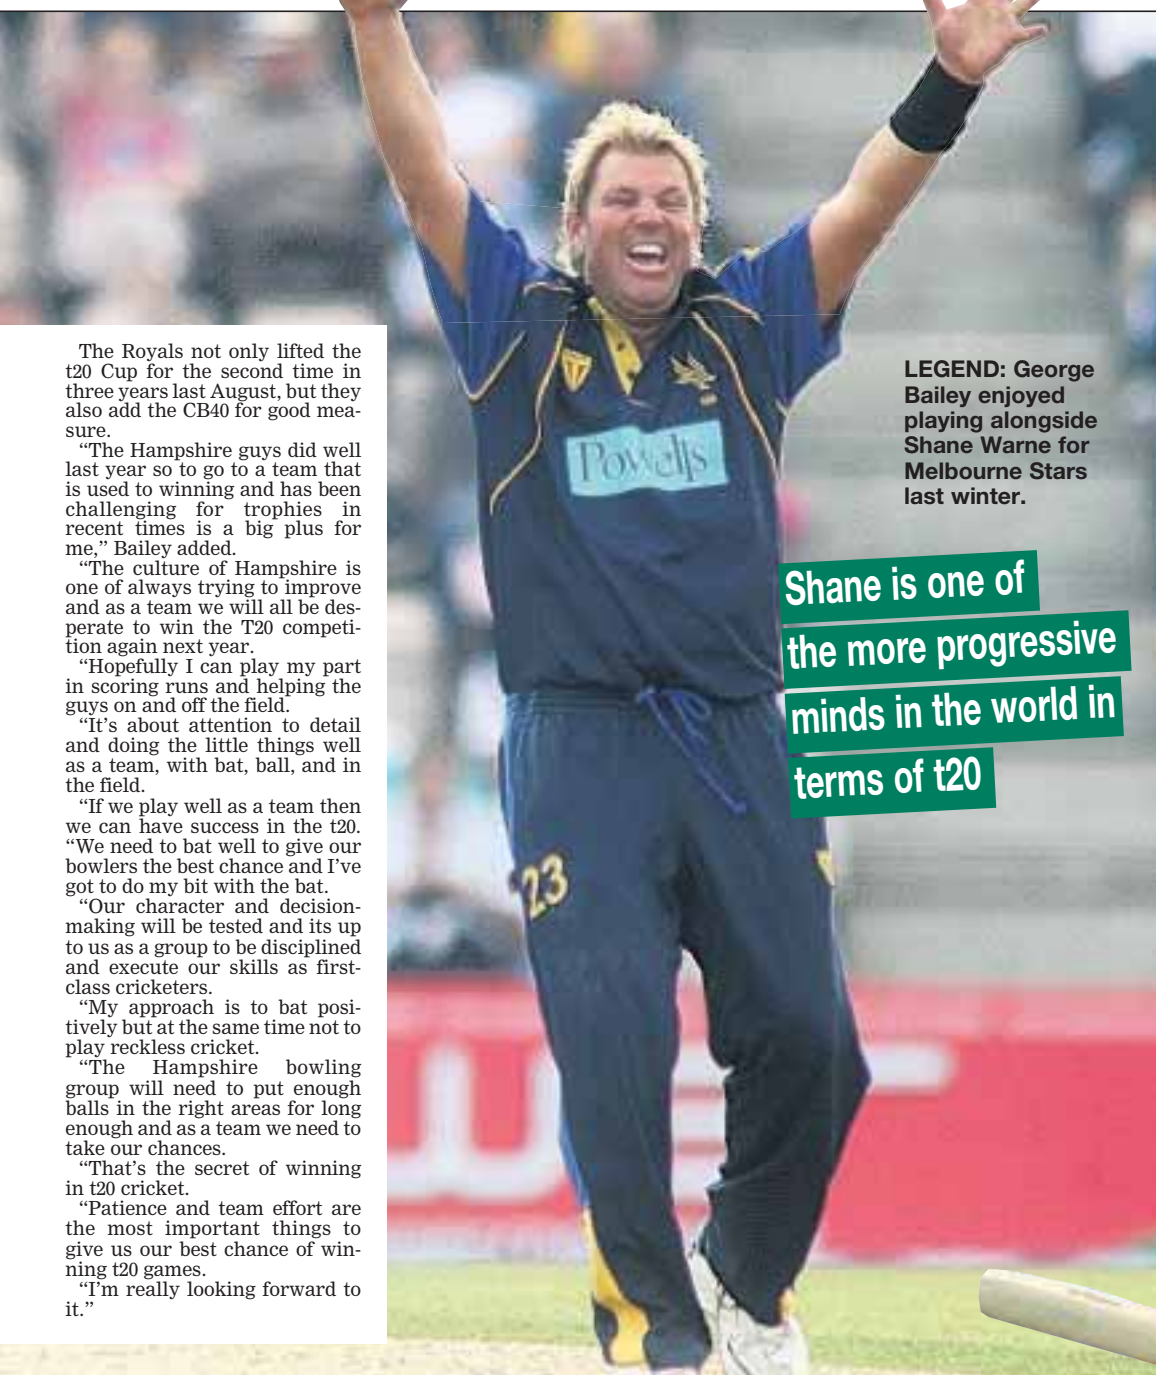 The Royals not only lifted the
t20 Cup for the second time in
three years last August, but they
also add the CB40 for good mea-
sure.
“The Hampshire guys did well
last year so to go to a team that
is used to winning and has been
challenging for trophies in
recent times is a big plus for
me,” Bailey added.
“The culture of Hampshire is
one of always trying to improve
and as a team we will all be des-
perate to win the T20 competi-
tion again next year.
“Hopefully I can play my part
in scoring runs and helping the
guys on and off the field.
“It’s about attention to detail
and doing the little things well
as a team, with bat, ball, and in
the field.
“If we play well as a team then
we can have success in the t20.
“We need to bat well to give our
bowlers the best chance and I’ve
got to do my bit with the bat.
“Our character and decision-
making will be tested and its up
to us as a group to be disciplined
and execute our skills as first-
class cricketers.
“My approach is to bat posi-
tively but at the same time not to
play reckless cricket.
“The Hampshire bowling
group will need to put enough
balls in the right areas for long
enough and as a team we need to
take our chances.
“That’s the secret of winning
in t20 cricket.
“Patience and team effort are
the most important things to
give us our best chance of win-
ning t20 games.
“I’m really looking forward to
it.”
Powells
23
LEGEND: George
Bailey enjoyed
playing alongside
Shane Warne for
Melbourne Stars
last winter.
Shane is one of
the more progressive
minds in the world in
terms of t20